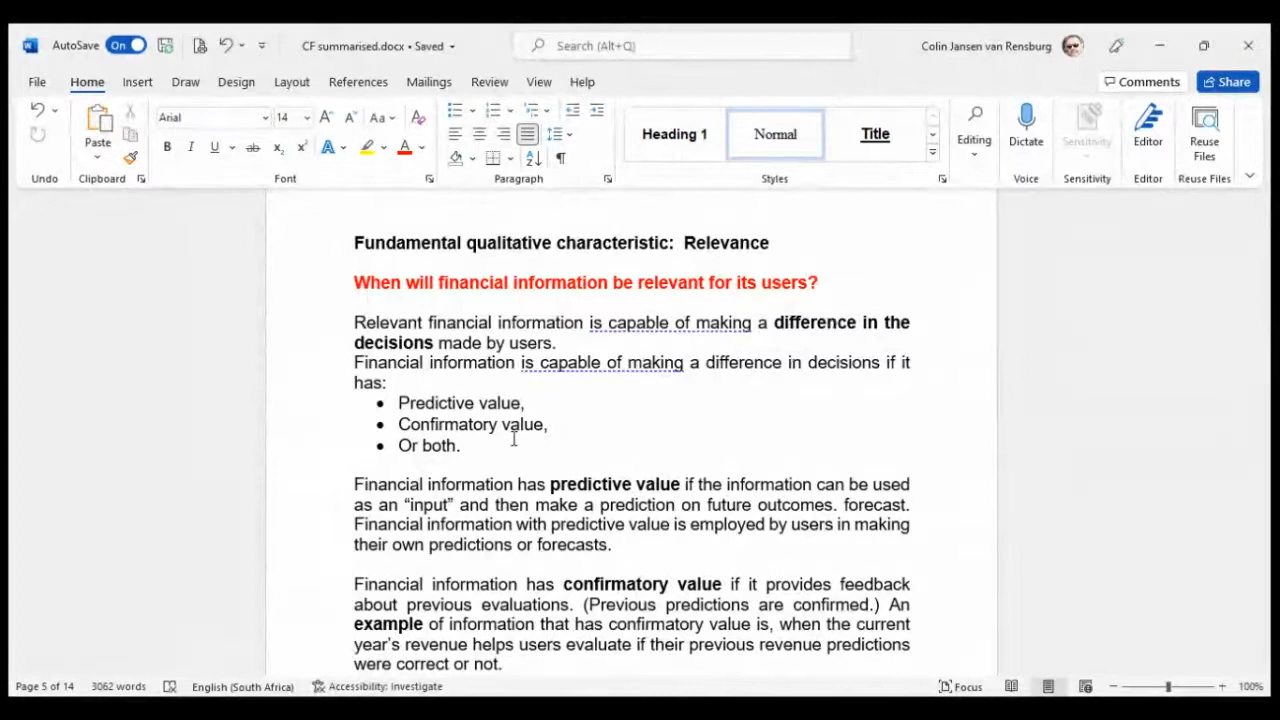 AutoSave On CF summarised.docx • Saved Search (Alt+Q) Colin Jansen van Rensburg
File Home Insert Draw Design Layout References Mailings Review View Help Comments Share
Arial 14 Aa Heading 1 Normal Title
Paste Editing Dictate Sensitivity Editor Reuse Files
Undo Clipboard Font Paragraph Styles Voice Sensitivity Editor Reuse Files
Fundamental qualitative characteristic: Relevance
When will financial information be relevant for its users?
Relevant financial information is capable of making a difference in the
decisions made by users.
Financial information is capable of making a difference in decisions if it
has:
• Predictive value,
• Confirmatory value,
• Or both.
Financial information has predictive value if the information can be used
as an “input” and then make a prediction on future outcomes. forecast.
Financial information with predictive value is employed by users in making
their own predictions or forecasts.
Financial information has confirmatory value if it provides feedback
about previous evaluations. (Previous predictions are confirmed.) An
example of information that has confirmatory value is, when the current
year’s revenue helps users evaluate if their previous revenue predictions
were correct or not.
Page 5 of 14 3062 words English (South Africa) Accessibility: Investigate Focus 100%